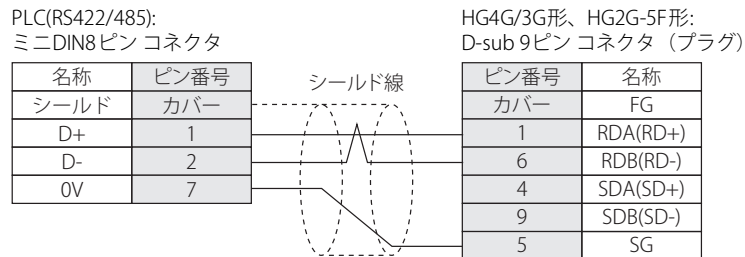 PLC(RS422/485):
ミニDIN8ピン コネクタ
HG4G/3G形、HG2G-5F形:
D-sub 9ピン コネクタ（プラグ）
名称 ピン番号
シールド カバー
D+ 1
D- 2
0V 7
シールド線
ピン番号 名称
カバー FG
1 RDA(RD+)
6 RDB(RD-)
4 SDA(SD+)
9 SDB(SD-)
5 SG